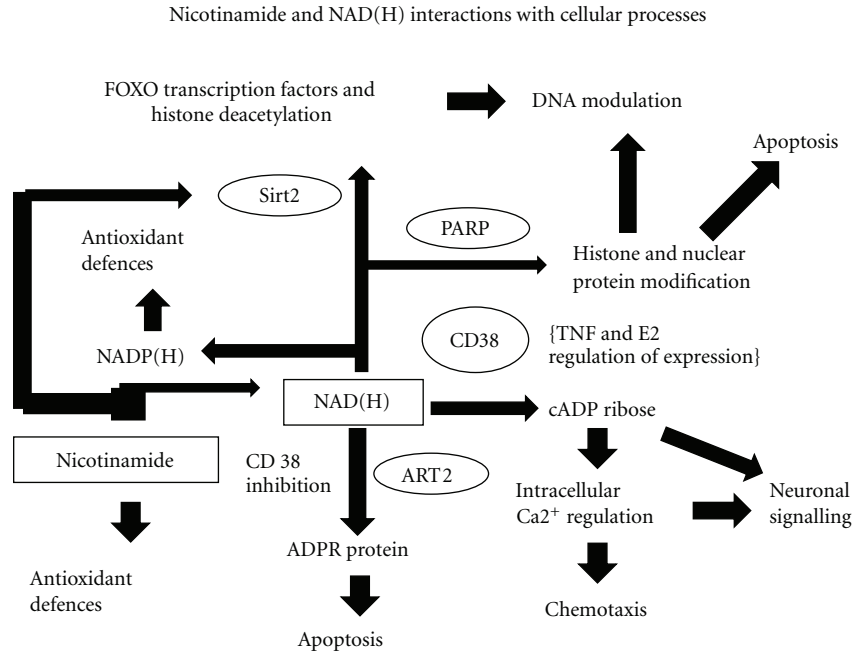 Nicotinamide and NAD(H) interactions with cellular processes
FOXO transcription factors and
histone deacetylation
DNA modulation
Apoptosis
Sirt2
PARP
Antioxidant
defences
Histone and nuclear
protein modification
CD38
{TNF and E2
regulation of expression}
NADP(H)
NAD(H)
cADP ribose
Nicotinamide
CD 38
inhibition
ART2
Intracellular
Ca2⁺ regulation
Neuronal
signalling
ADPR protein
Antioxidant
defences
Chemotaxis
Apoptosis